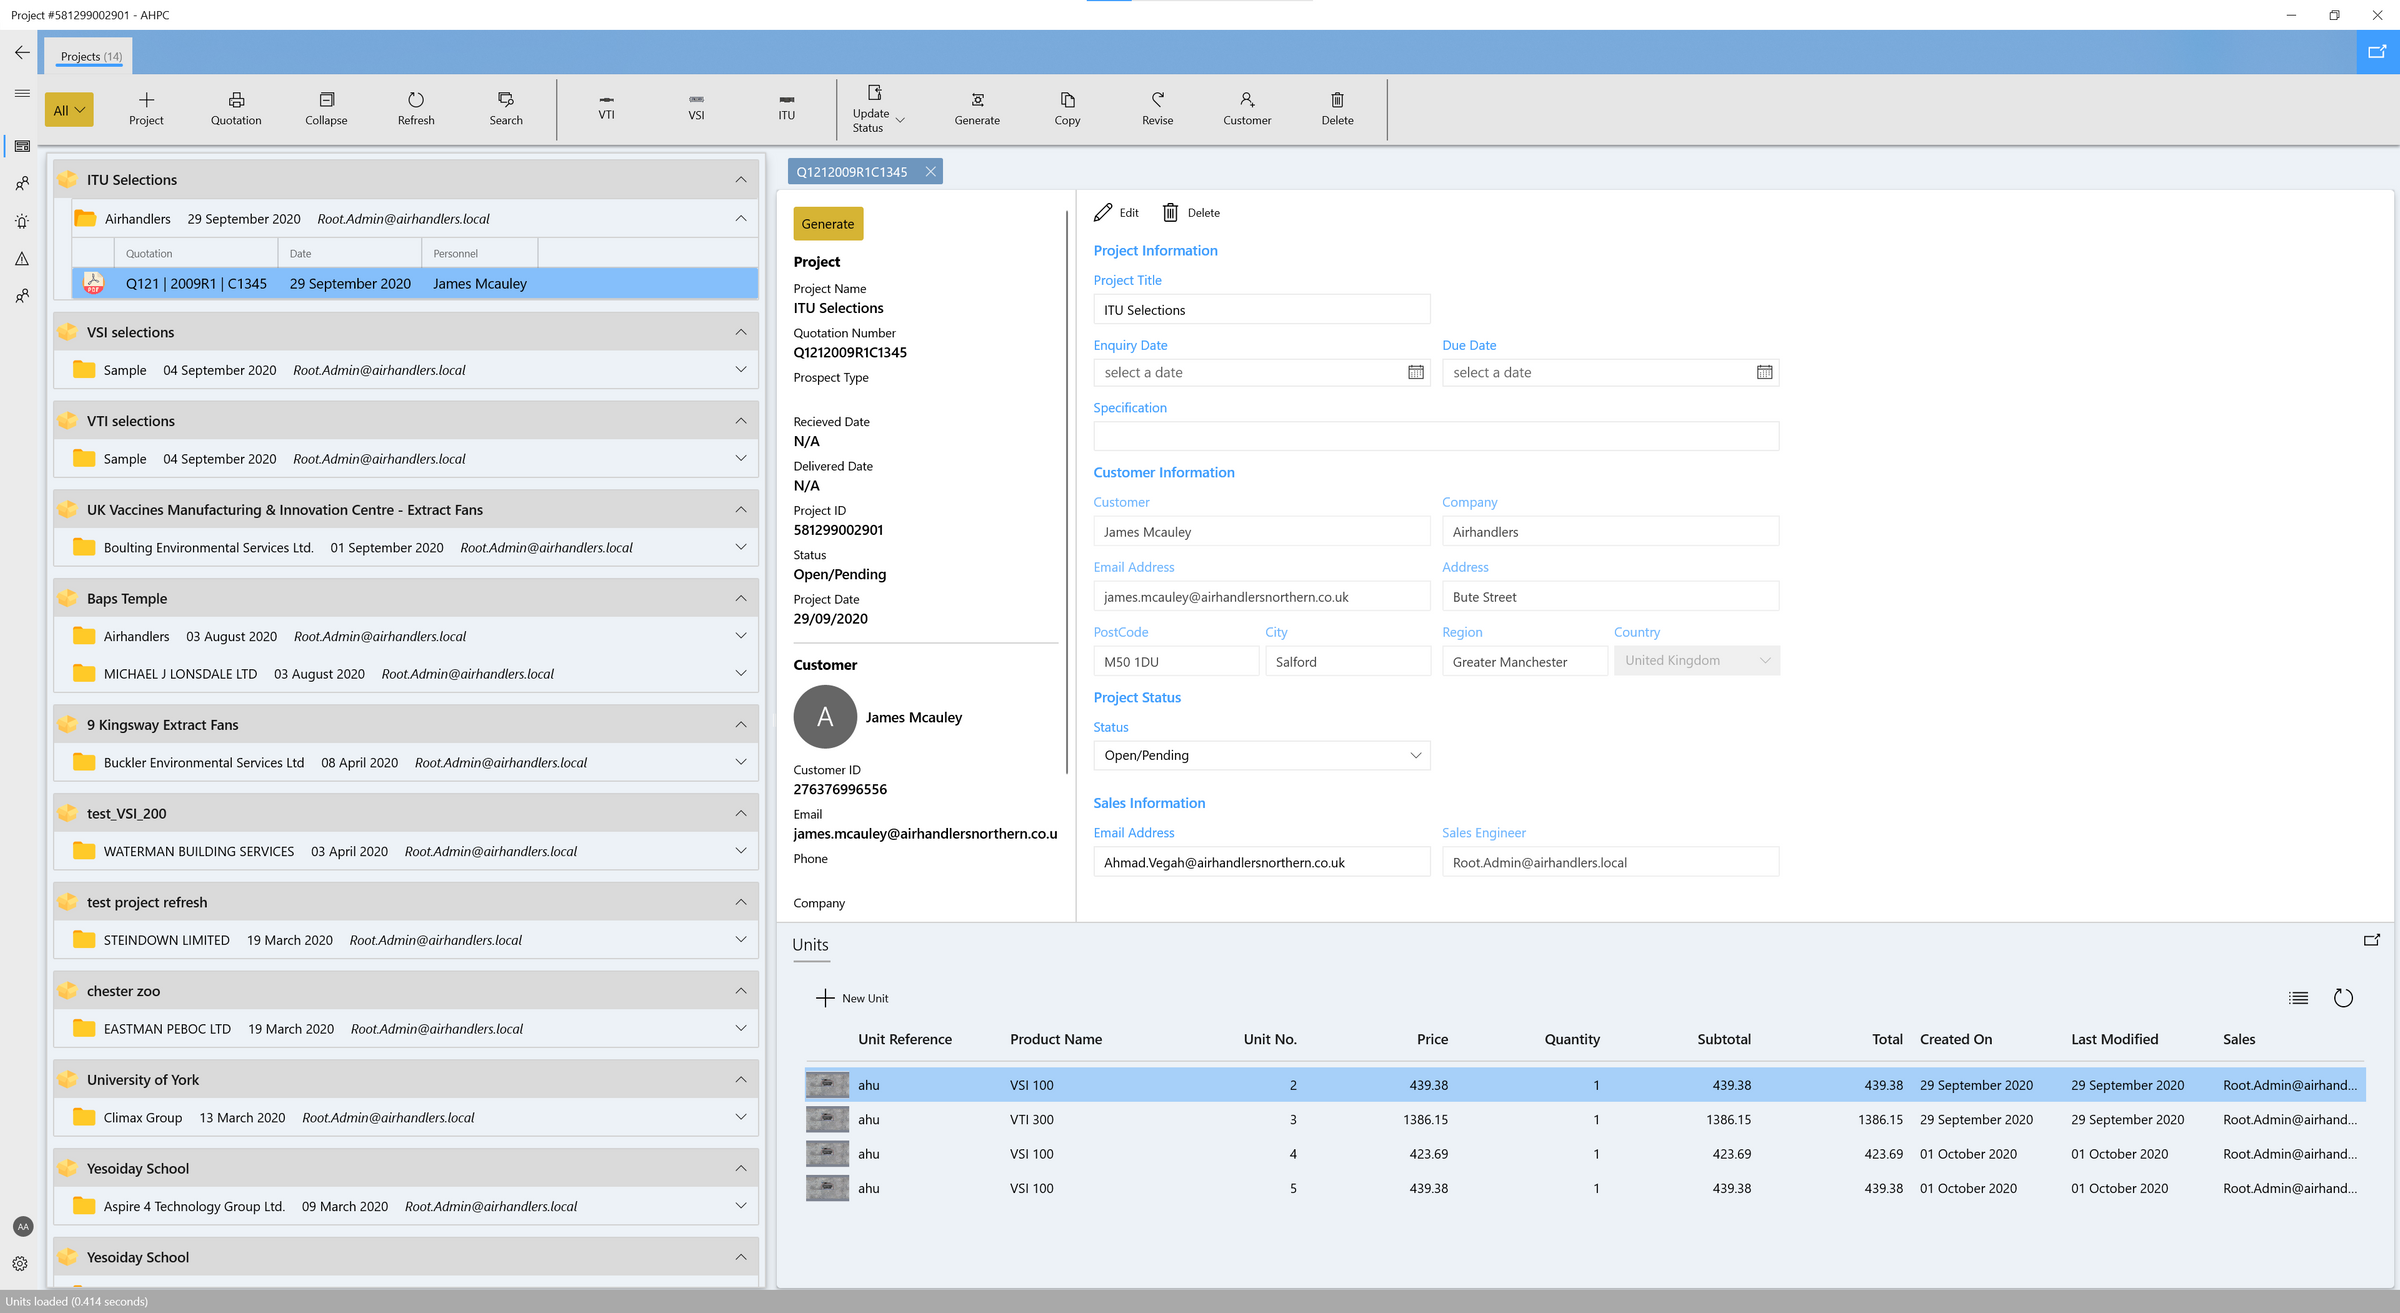 Project #581299002901 - AHPC
Projects (14)
All
Project
Quotation
Collapse
Refresh
Search
VTI
VSI
ITU
Update
Status
Generate
Copy
Revise
Customer
Delete
ITU Selections
Airhandlers 29 September 2020 Root.Admin@airhandlers.local
Quotation Date Personnel
Q121 | 2009R1 | C1345 29 September 2020 James Mcauley
VSI selections
Sample 04 September 2020 Root.Admin@airhandlers.local
VTI selections
Sample 04 September 2020 Root.Admin@airhandlers.local
UK Vaccines Manufacturing & Innovation Centre - Extract Fans
Boulting Environmental Services Ltd. 01 September 2020 Root.Admin@airhandlers.local
Baps Temple
Airhandlers 03 August 2020 Root.Admin@airhandlers.local
MICHAEL J LONSDALE LTD 03 August 2020 Root.Admin@airhandlers.local
9 Kingsway Extract Fans
Buckler Environmental Services Ltd 08 April 2020 Root.Admin@airhandlers.local
test_VSI_200
WATERMAN BUILDING SERVICES 03 April 2020 Root.Admin@airhandlers.local
test project refresh
STEINDOWN LIMITED 19 March 2020 Root.Admin@airhandlers.local
chester zoo
EASTMAN PEBOC LTD 19 March 2020 Root.Admin@airhandlers.local
University of York
Climax Group 13 March 2020 Root.Admin@airhandlers.local
Yesoiday School
Aspire 4 Technology Group Ltd. 09 March 2020 Root.Admin@airhandlers.local
Yesoiday School
AA
Q1212009R1C1345
Generate
Project
Project Name
ITU Selections
Quotation Number
Q1212009R1C1345
Prospect Type
Recieved Date
N/A
Delivered Date
N/A
Project ID
581299002901
Status
Open/Pending
Project Date
29/09/2020
Customer
A James Mcauley
Customer ID
276376996556
Email
james.mcauley@airhandlersnorthern.co.u
Phone
Company
Edit Delete
Project Information
Project Title
ITU Selections
Enquiry Date Due Date
select a date select a date
Specification
Customer Information
Customer Company
James Mcauley Airhandlers
Email Address Address
james.mcauley@airhandlersnorthern.co.uk Bute Street
PostCode City Region Country
M50 1DU Salford Greater Manchester United Kingdom
Project Status
Status
Open/Pending
Sales Information
Email Address Sales Engineer
Ahmad.Vegah@airhandlersnorthern.co.uk Root.Admin@airhandlers.local
Units
New Unit
Unit Reference Product Name Unit No. Price Quantity Subtotal Total Created On Last Modified Sales
ahu VSI 100 2 439.38 1 439.38 439.38 29 September 2020 29 September 2020 Root.Admin@airhand...
ahu VTI 300 3 1386.15 1 1386.15 1386.15 29 September 2020 29 September 2020 Root.Admin@airhand...
ahu VSI 100 4 423.69 1 423.69 423.69 01 October 2020 01 October 2020 Root.Admin@airhand...
ahu VSI 100 5 439.38 1 439.38 439.38 01 October 2020 01 October 2020 Root.Admin@airhand...
Units loaded (0.414 seconds)